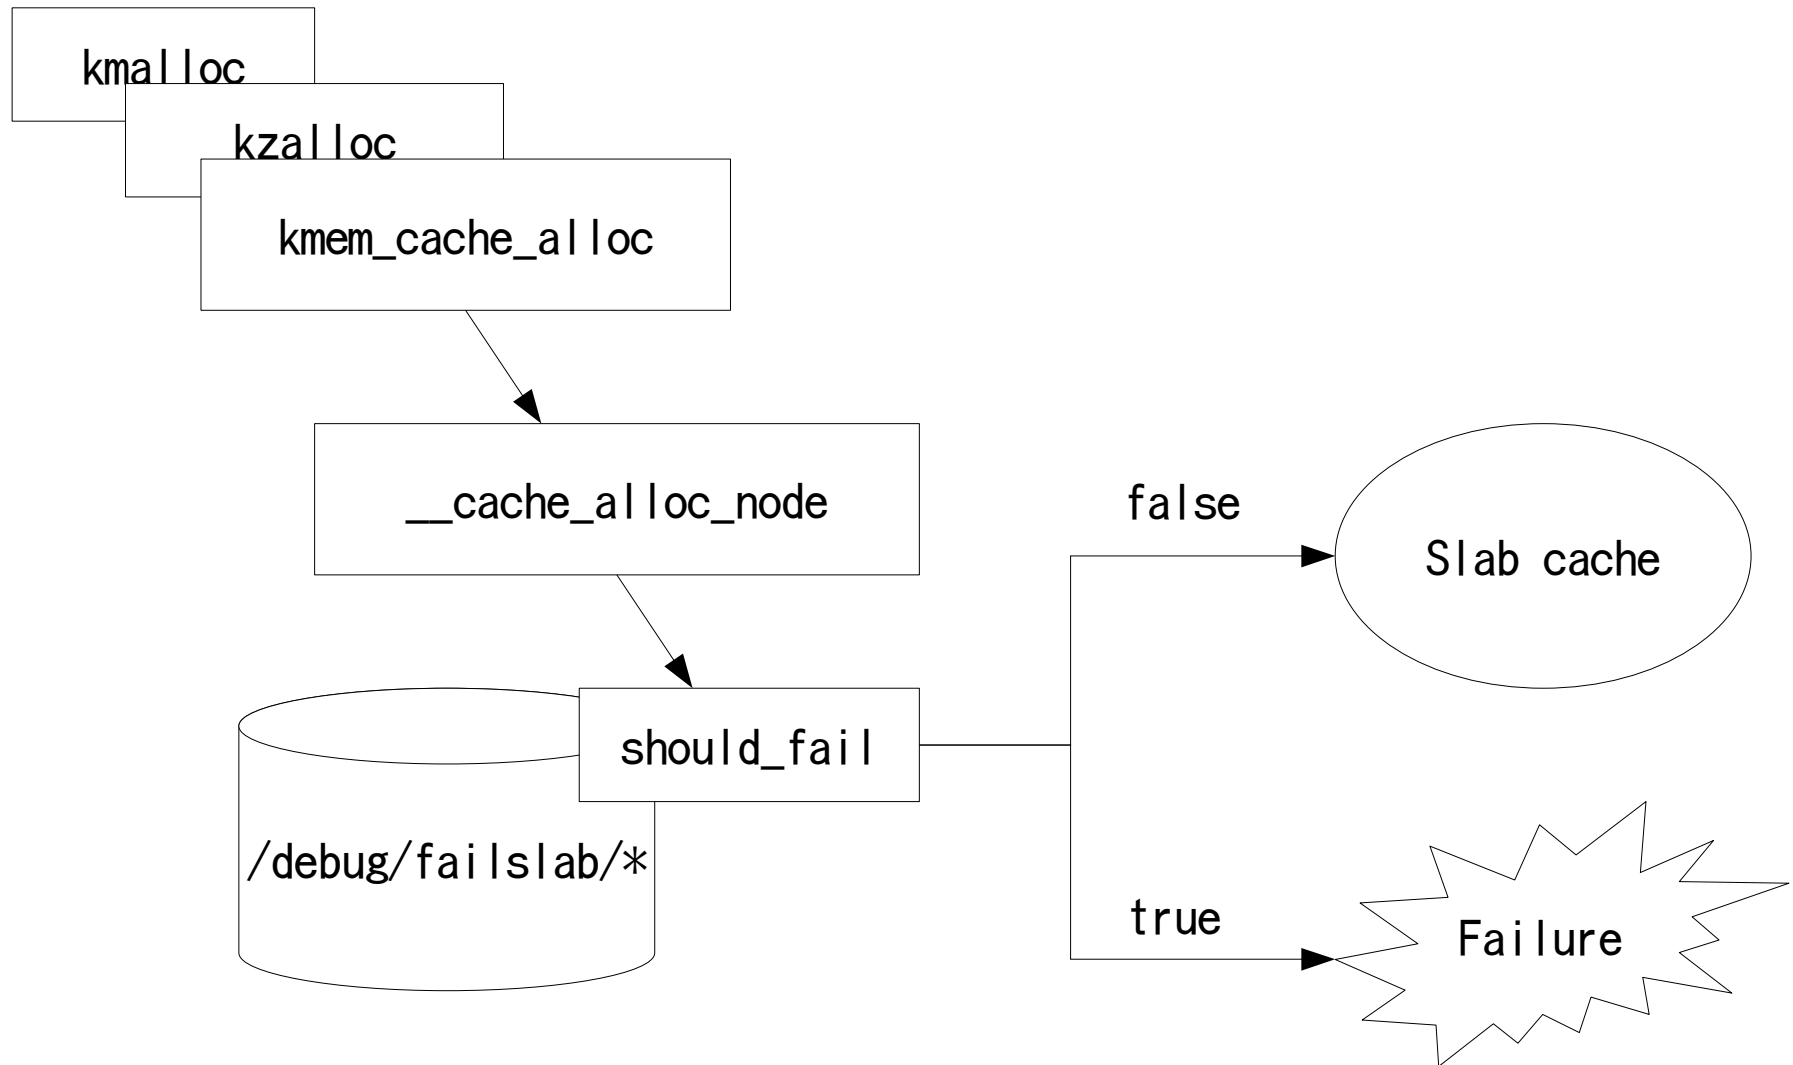 kmalloc
kzalloc
kmem_cache_alloc
__cache_alloc_node
false
Slab cache
should_fail
/debug/failslab/*
true
Failure